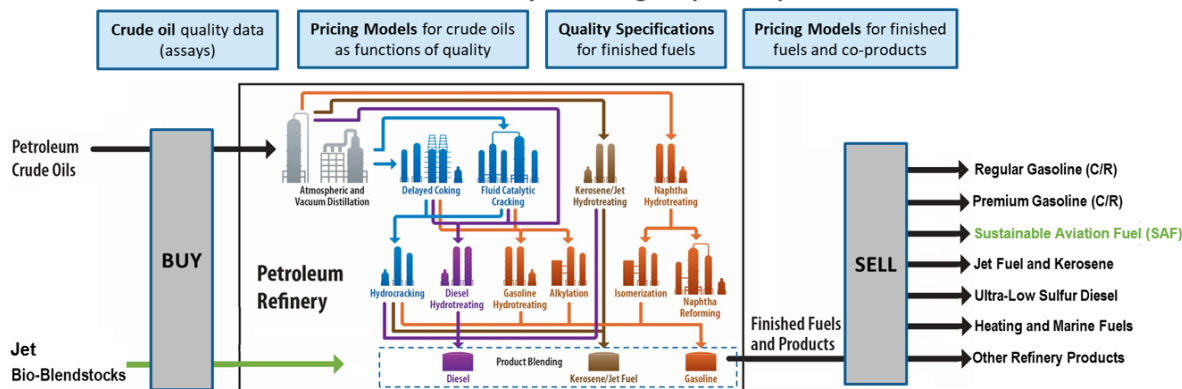 Crude oil quality data
(assays)
Pricing Models for crude oils
as functions of quality
Quality Specifications
for finished fuels
Pricing Models for finished
fuels and co-products
Petroleum
Crude Oils
BUY
Jet
Bio-Blendstocks
Atmospheric and
Vacuum Distillation
Delayed Coking
Fluid Catalytic
Cracking
Kerosene/Jet
Hydrotreating
Naphtha
Hydrotreating
Petroleum
Refinery
Hydrocracking
Diesel
Hydrotreating
Gasoline
Hydrotreating
Alkylation
Isomerization
Naphtha
Reforming
Product Blending
Diesel
Kerosene/Jet Fuel
Gasoline
Finished Fuels
and Products
SELL
Regular Gasoline (C/R)
Premium Gasoline (C/R)
Sustainable Aviation Fuel (SAF)
Jet Fuel and Kerosene
Ultra-Low Sulfur Diesel
Heating and Marine Fuels
Other Refinery Products